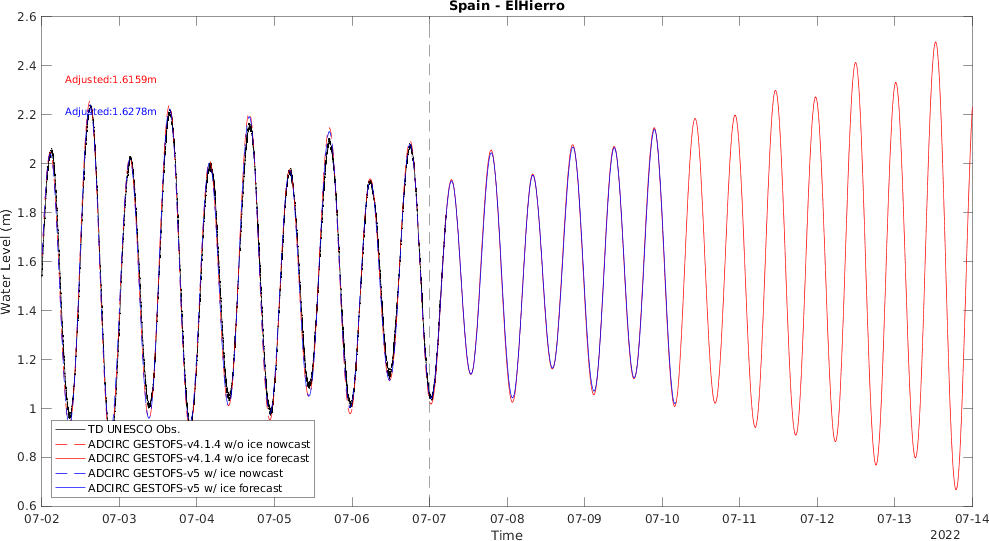 Spain - ElHierro
2.6
2.4
Adjusted:1.6159m
2.2
Adjusted:1.6278m
2
1.8
1.6
1.4
1.2
1
0.8
0.6
Water Level (m)
TD UNESCO Obs.
ADCIRC GESTOFS-v4.1.4 w/o ice nowcast
ADCIRC GESTOFS-v4.1.4 w/o ice forecast
ADCIRC GESTOFS-v5 w/ ice nowcast
ADCIRC GESTOFS-v5 w/ ice forecast
07-02 07-03 07-04 07-05 07-07 07-08 07-09 07-10 07-11 07-12 07-13 07-14
Time
2022